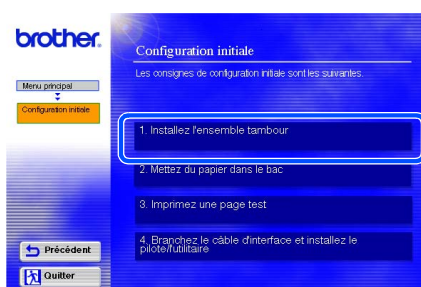 brother.
Configuration initiale
Les consignes de configuration initiale sont les suivantes.
Menu principal
Configuration initiale
1. Installez l'ensemble tambour
2. Mettez du papier dans le bac
3. Imprimez une page test
4. Branchez le câble d'interface et installez le
pilote/l'utilitaire
Précédent
Quitter